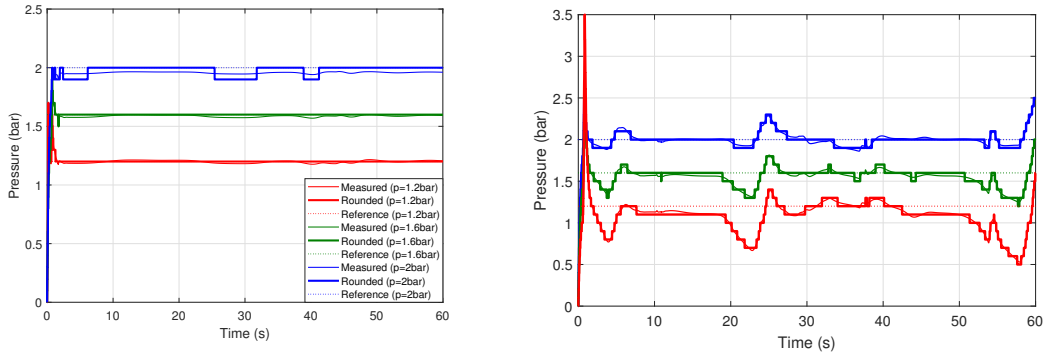 2.5
2
1.5
1
0.5
0
Pressure (bar)
0 10 20 30 40 50 60
Time (s)
Measured (p=1.2bar)
Rounded (p=1.2bar)
Reference (p=1.2bar)
Measured (p=1.6bar)
Rounded (p=1.6bar)
Reference (p=1.6bar)
Measured (p=2bar)
Rounded (p=2bar)
Reference (p=2bar)
3.5
3
2.5
2
1.5
1
0.5
0
Pressure (bar)
0 10 20 30 40 50 60
Time (s)